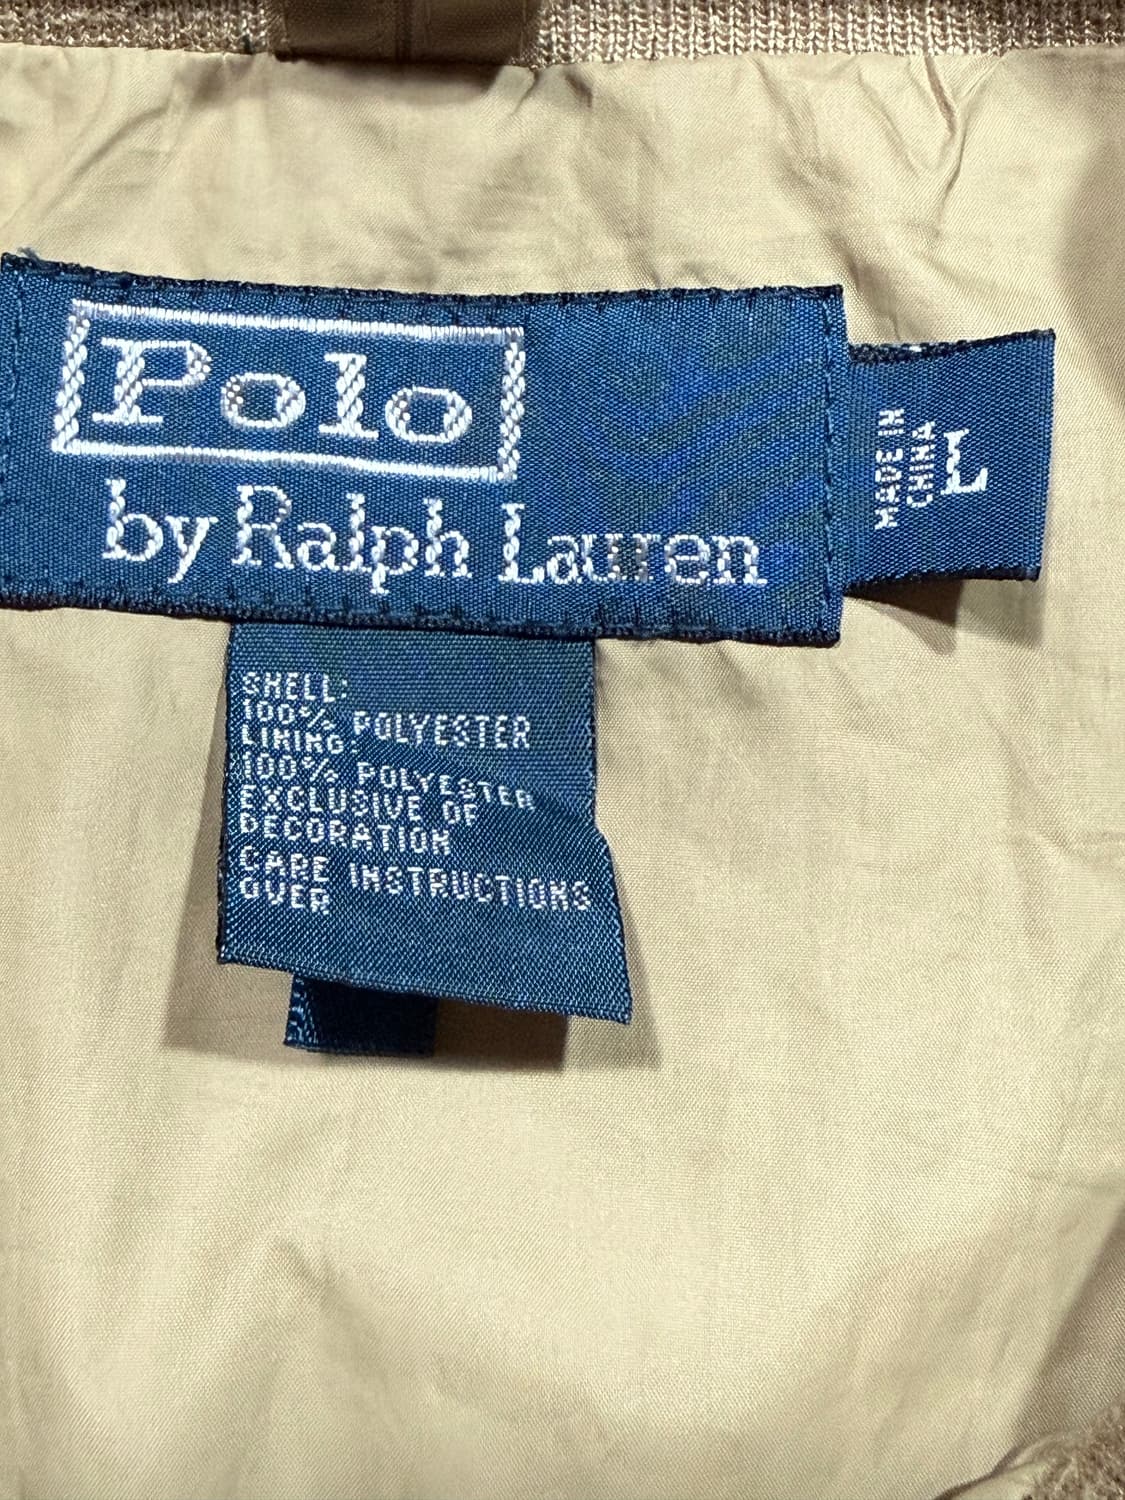 Polo
by Ralph Lauren
MADE IN
CHINA
L
SHELL:
100% POLYESTER
LINING:
100% POLYESTER
EXCLUSIVE OF
DECORATION
CARE INSTRUCTIONS
OVER